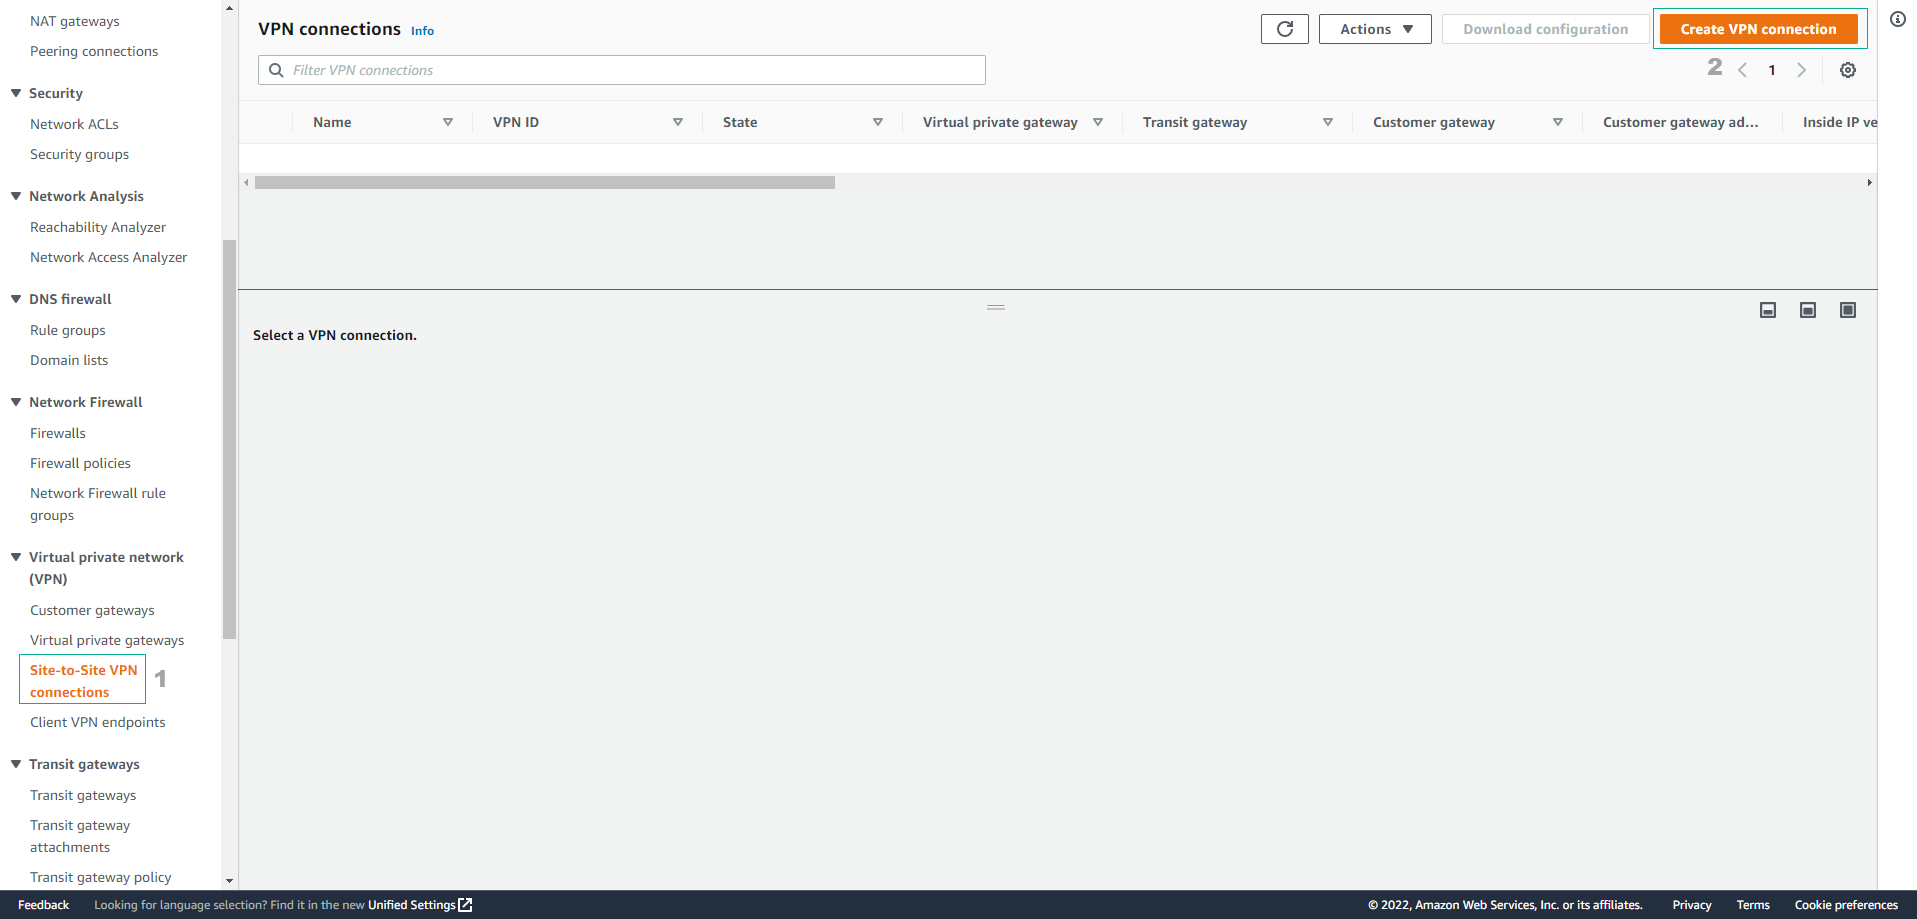 NAT gateways
Peering connections
Security
Network ACLs
Security groups
Network Analysis
Reachability Analyzer
Network Access Analyzer
DNS firewall
Rule groups
Domain lists
Network Firewall
Firewalls
Firewall policies
Network Firewall rule
groups
Virtual private network
(VPN)
Customer gateways
Virtual private gateways
Site-to-Site VPN
connections
1
Client VPN endpoints
Transit gateways
Transit gateways
Transit gateway
attachments
Transit gateway policy
VPN connections Info
Actions
Download configuration
Create VPN connection
Filter VPN connections
2
1
Name VPN ID State Virtual private gateway Transit gateway Customer gateway Customer gateway ad... Inside IP ve
Select a VPN connection.
Feedback Looking for language selection? Find it in the new Unified Settings © 2022, Amazon Web Services, Inc. or its affiliates. Privacy Terms Cookie preferences